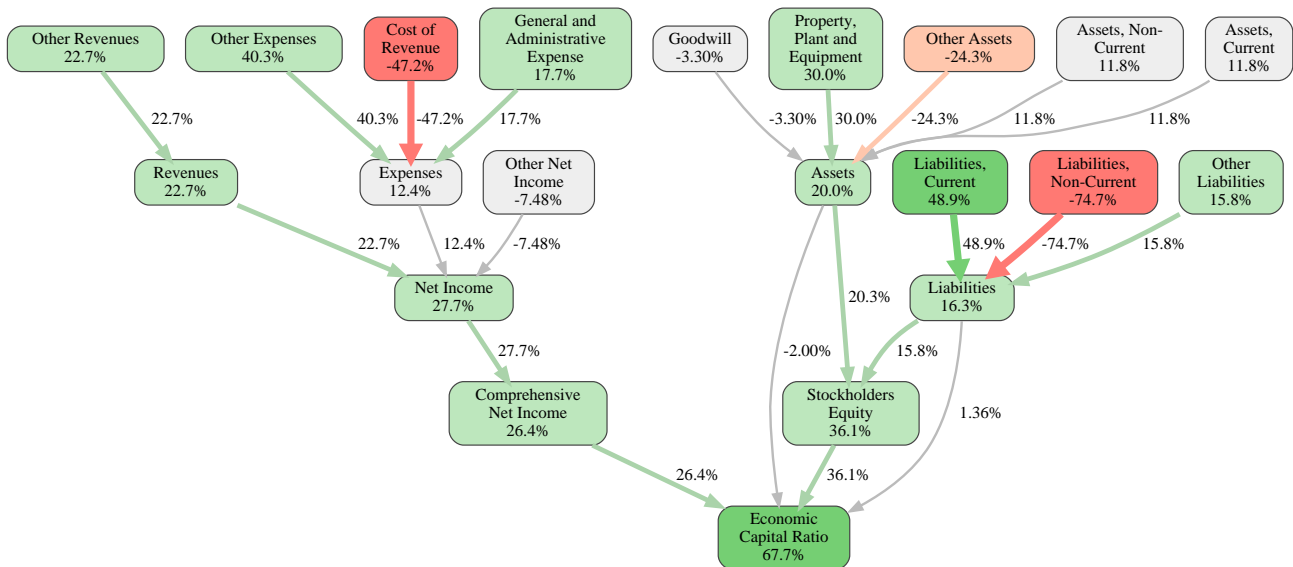 Other Revenues
22.7%
Other Expenses
40.3%
Cost of
Revenue
-47.2%
General and
Administrative
Expense
17.7%
Goodwill
-3.30%
Property,
Plant and
Equipment
30.0%
Other Assets
-24.3%
Assets, Non-
Current
11.8%
Assets,
Current
11.8%
22.7%
40.3%
-47.2%
17.7%
-3.30%
30.0%
-24.3%
11.8%
11.8%
Revenues
22.7%
Expenses
12.4%
Other Net
Income
-7.48%
Assets
20.0%
Liabilities,
Current
48.9%
Liabilities,
Non-Current
-74.7%
Other
Liabilities
15.8%
22.7%
12.4%
-7.48%
48.9%
-74.7%
15.8%
Net Income
27.7%
Liabilities
16.3%
20.3%
27.7%
-2.00%
15.8%
Comprehensive
Net Income
26.4%
Stockholders
Equity
36.1%
1.36%
26.4%
36.1%
Economic
Capital Ratio
67.7%